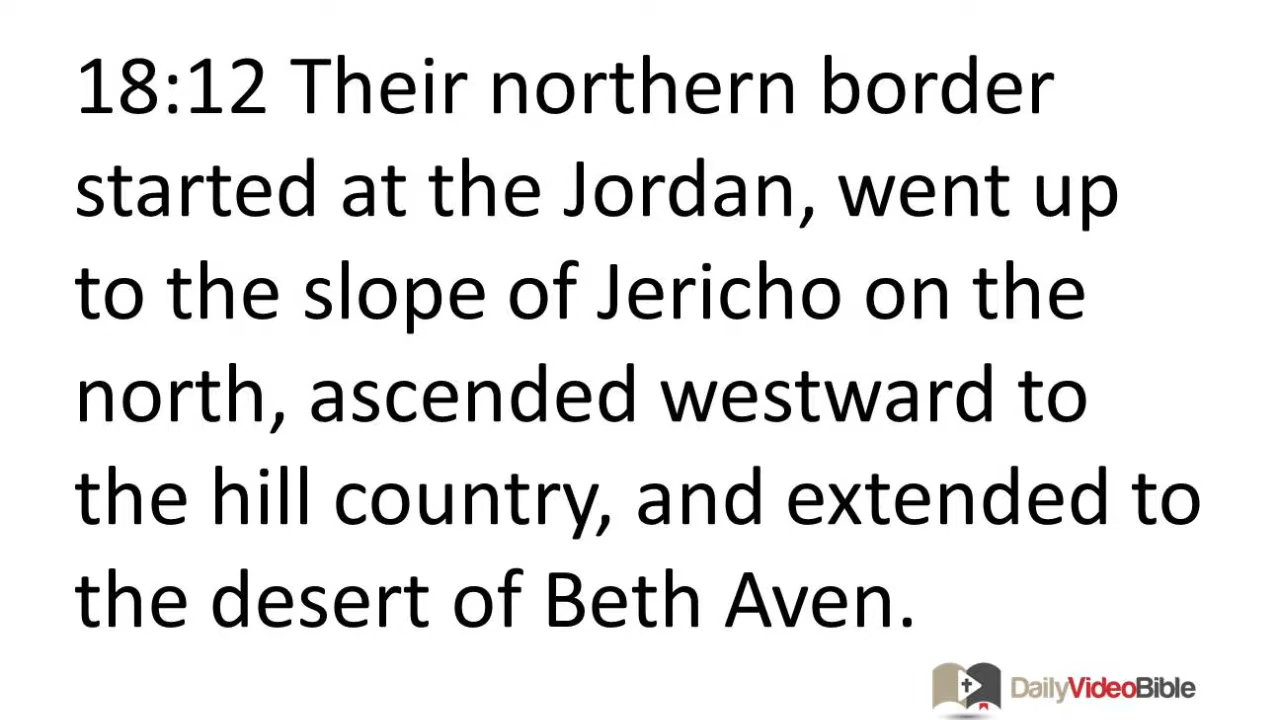 18:12 Their northern border
started at the Jordan, went up
to the slope of Jericho on the
north, ascended westward to
the hill country, and extended to
the desert of Beth Aven.
DailyVideoBible